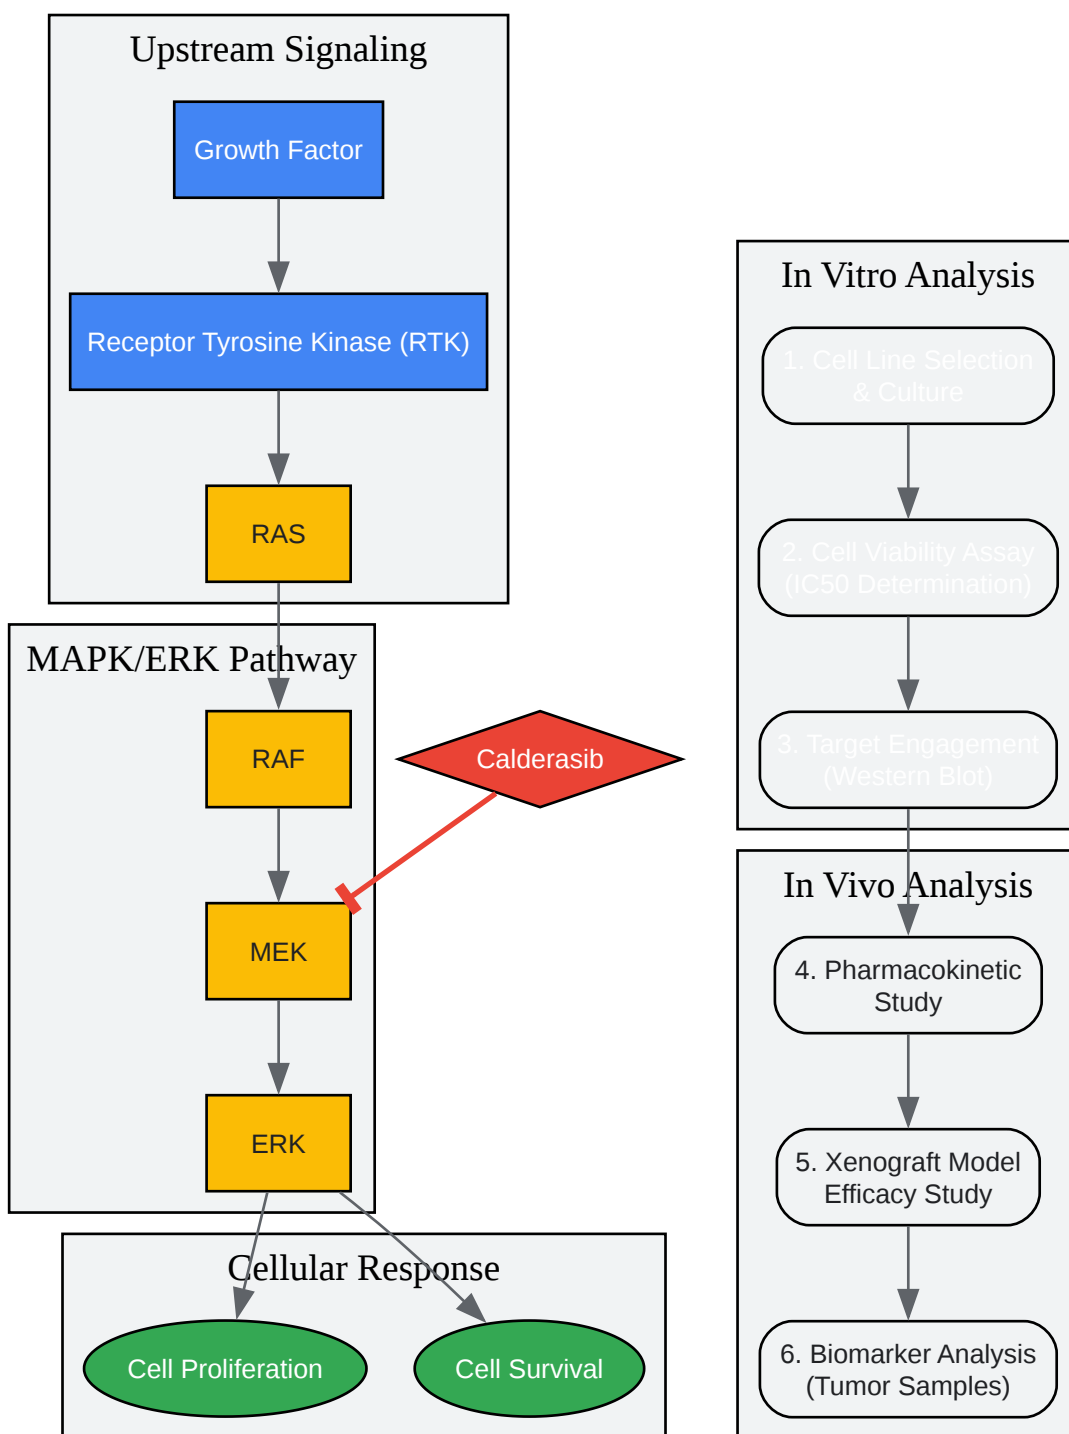 Upstream Signaling
Growth Factor
Receptor Tyrosine Kinase (RTK)
RAS
MAPK/ERK Pathway
RAF
Calderasib
MEK
ERK
Cellular Response
Cell Proliferation
Cell Survival
In Vitro Analysis
1. Cell Line Selection
& Culture
2. Cell Viability Assay
(IC50 Determination)
3. Target Engagement
(Western Blot)
In Vivo Analysis
4. Pharmacokinetic
Study
5. Xenograft Model
Efficacy Study
6. Biomarker Analysis
(Tumor Samples)